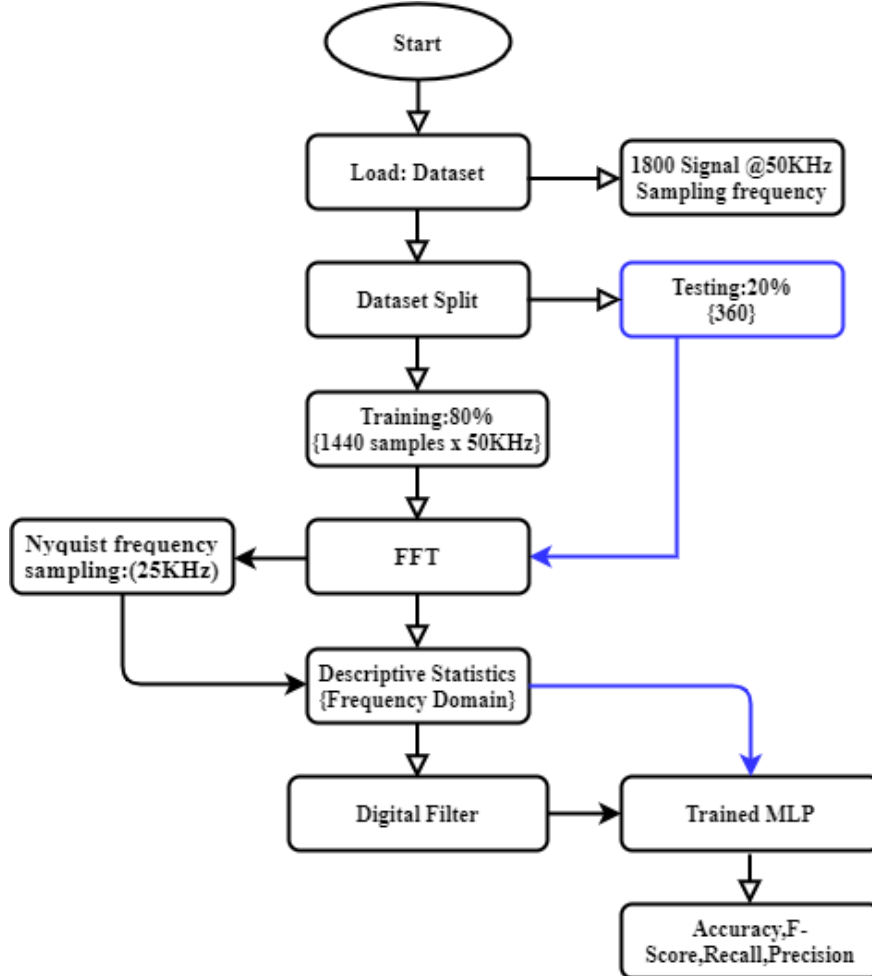 Start
Load: Dataset
1800 Signal @50KHz
Sampling frequency
Dataset Split
Testing:20%
{360}
Training:80%
{1440 samples x 50KHz}
Nyquist frequency
sampling:(25KHz)
FFT
Descriptive Statistics
{Frequency Domain}
Digital Filter
Trained MLP
Accuracy,F-
Score,Recall,Precision